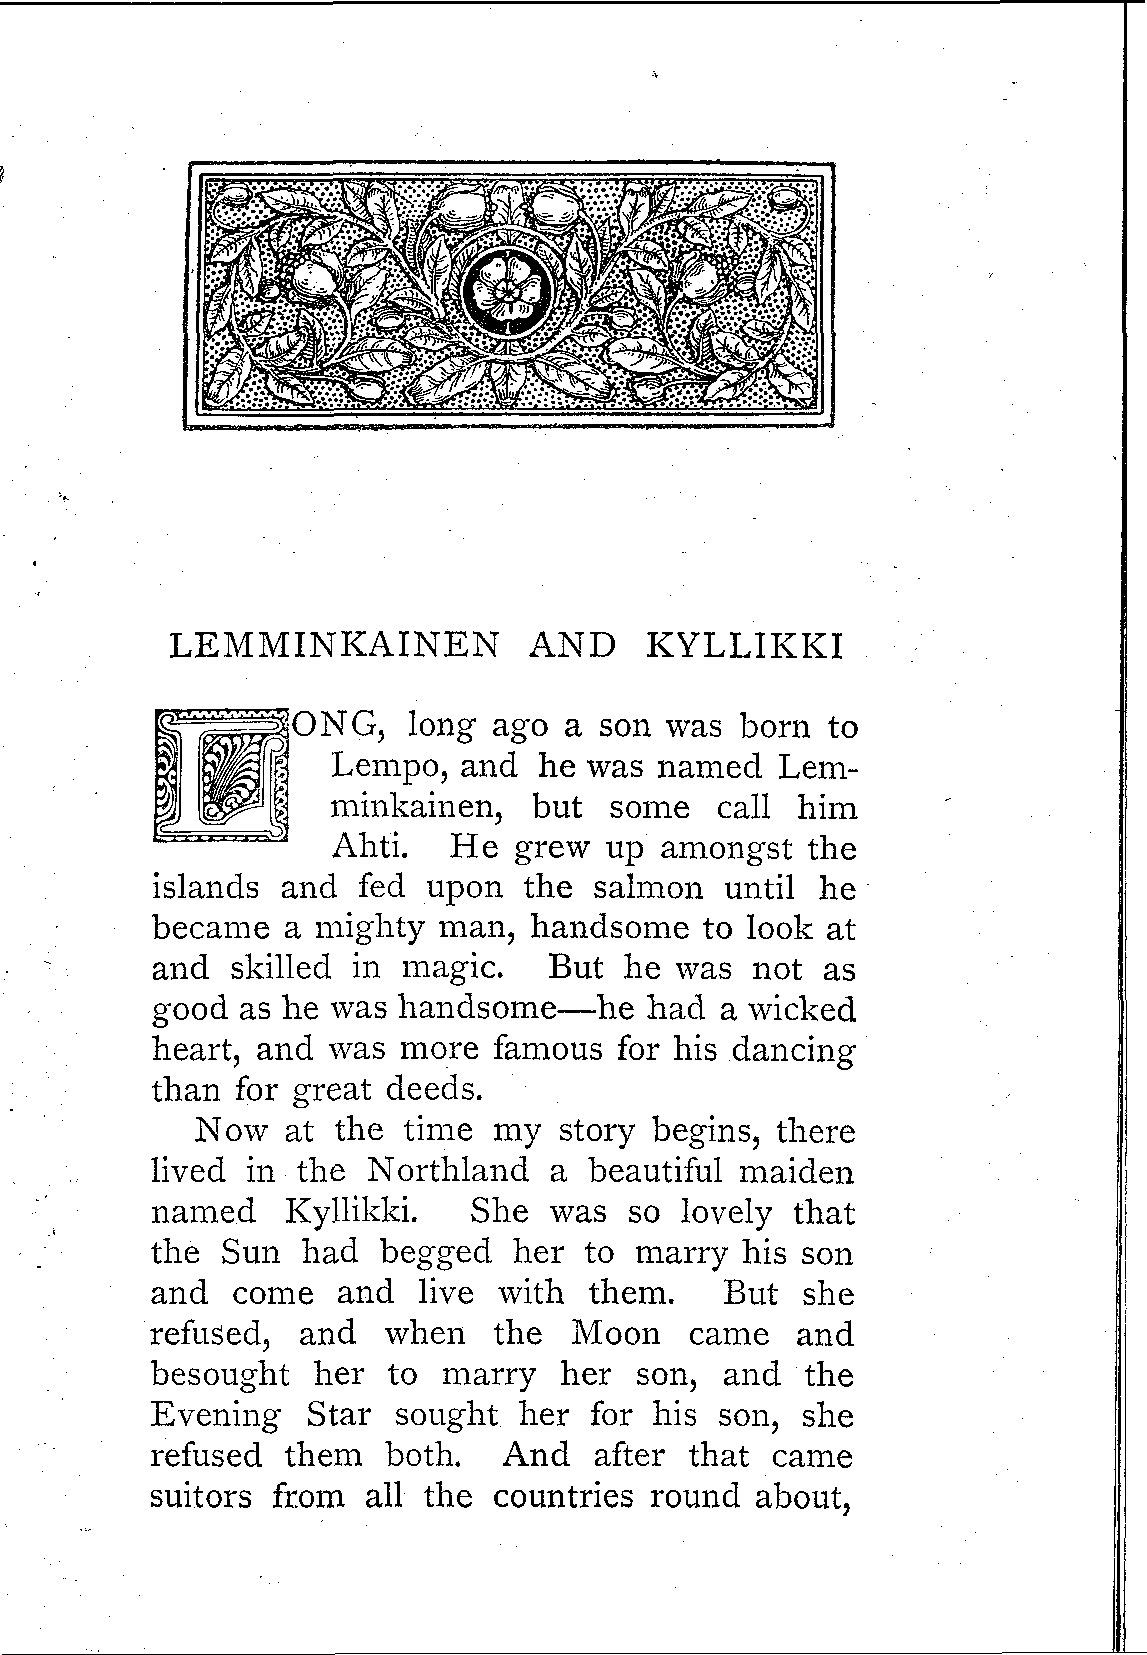 LEMMINKAINEN AND KYLLIKKI
LONG, long ago a son was born to
Lempo, and he was named Lem-
minkainen, but some call him
Ahti. He grew up amongst the
islands and fed upon the salmon until he
became a mighty man, handsome to look at
and skilled in magic. But he was not as
good as he was handsome—he had a wicked
heart, and was more famous for his dancing
than for great deeds.
Now at the time my story begins, there
lived in the Northland a beautiful maiden
named Kyllikki. She was so lovely that
the Sun had begged her to marry his son
and come and live with them. But she
refused, and when the Moon came and
besought her to marry her son, and the
Evening Star sought her for his son, she
refused them both. And after that came
suitors from all the countries round about,